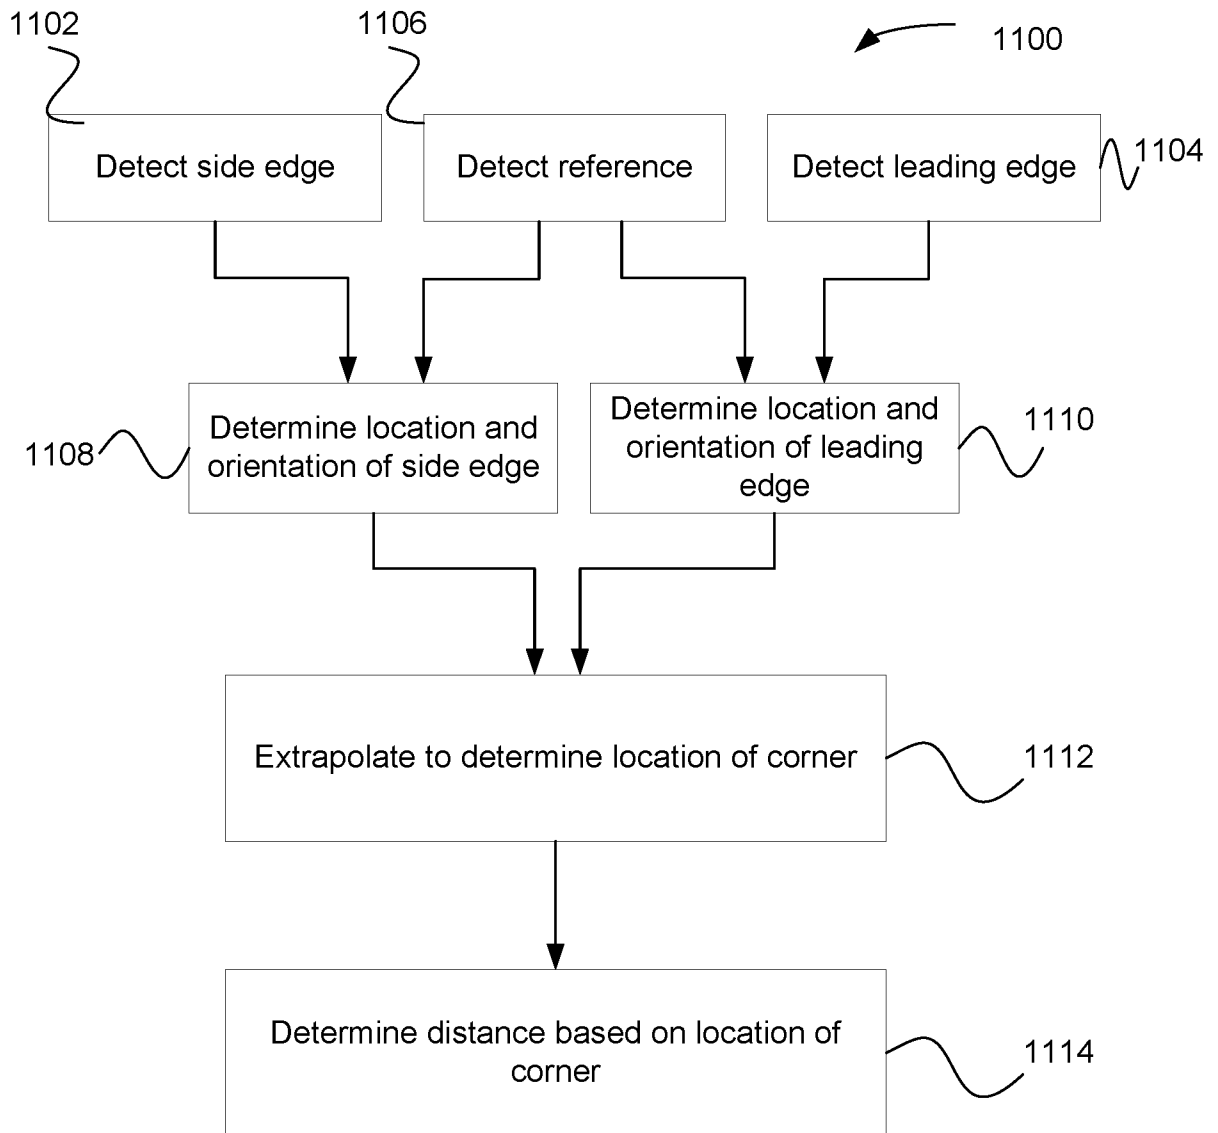 1102
1106
1100
Detect side edge
Detect reference
Detect leading edge
1104
1108
Determine location and
orientation of side edge
Determine location and
orientation of leading
edge
1110
Extrapolate to determine location of corner
1112
Determine distance based on location of
corner
1114